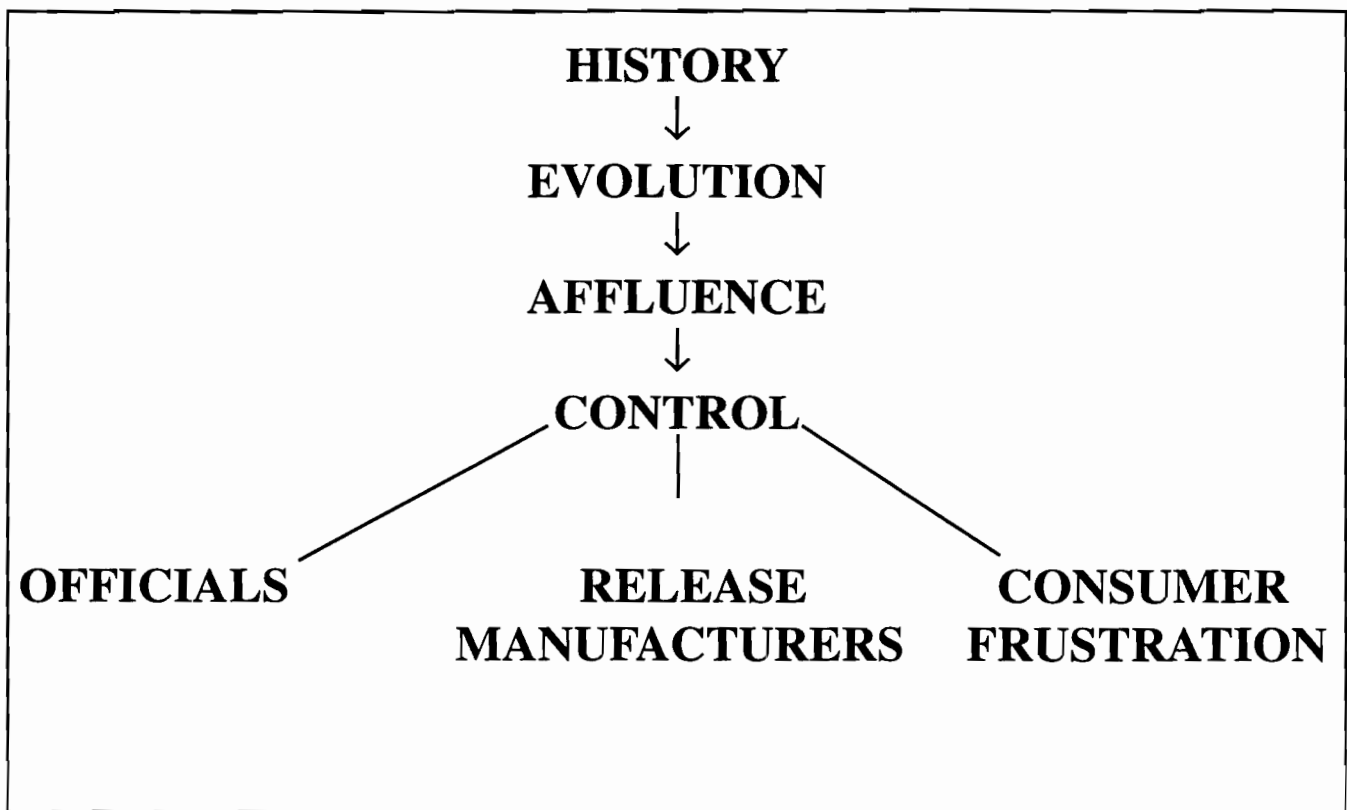 HISTORY
EVOLUTION
AFFLUENCE
CONTROL
OFFICIALS
RELEASE
MANUFACTURERS
CONSUMER
FRUSTRATION